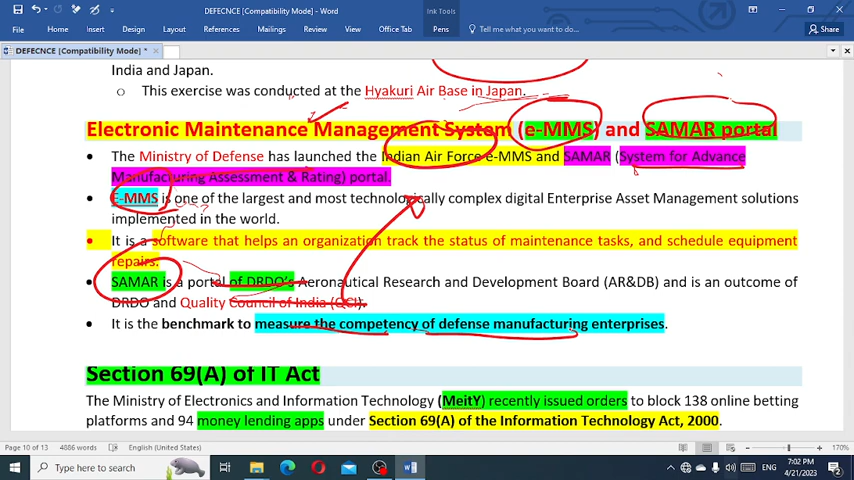 DEFECNCE [Compatibility Mode] - Word
Ink Tools
File Home Insert Design Layout References Mailings Review View Office Tab Pens Tell me what you want to do... Share
DEFECNCE [Compatibility Mode] *
India and Japan.
o This exercise was conducted at the Hyakuri Air Base in Japan.
Electronic Maintenance Management System (e-MMS) and SAMAR portal
• The Ministry of Defense has launched the Indian Air Force e-MMS and SAMAR (System for Advance
Manufacturing Assessment & Rating) portal.
• E-MMS is one of the largest and most technologically complex digital Enterprise Asset Management solutions
implemented in the world.
• It is a software that helps an organization track the status of maintenance tasks, and schedule equipment
repairs.
• SAMAR is a portal of DRDO's Aeronautical Research and Development Board (AR&DB) and is an outcome of
DRDO and Quality Council of India (QCI).
• It is the benchmark to measure the competency of defense manufacturing enterprises.
Section 69(A) of IT Act
The Ministry of Electronics and Information Technology (MeitY) recently issued orders to block 138 online betting
platforms and 94 money lending apps under Section 69(A) of the Information Technology Act, 2000.
Page 10 of 13 4886 words English (United States) 170%
Type here to search ENG 7:02 PM
4/21/2023